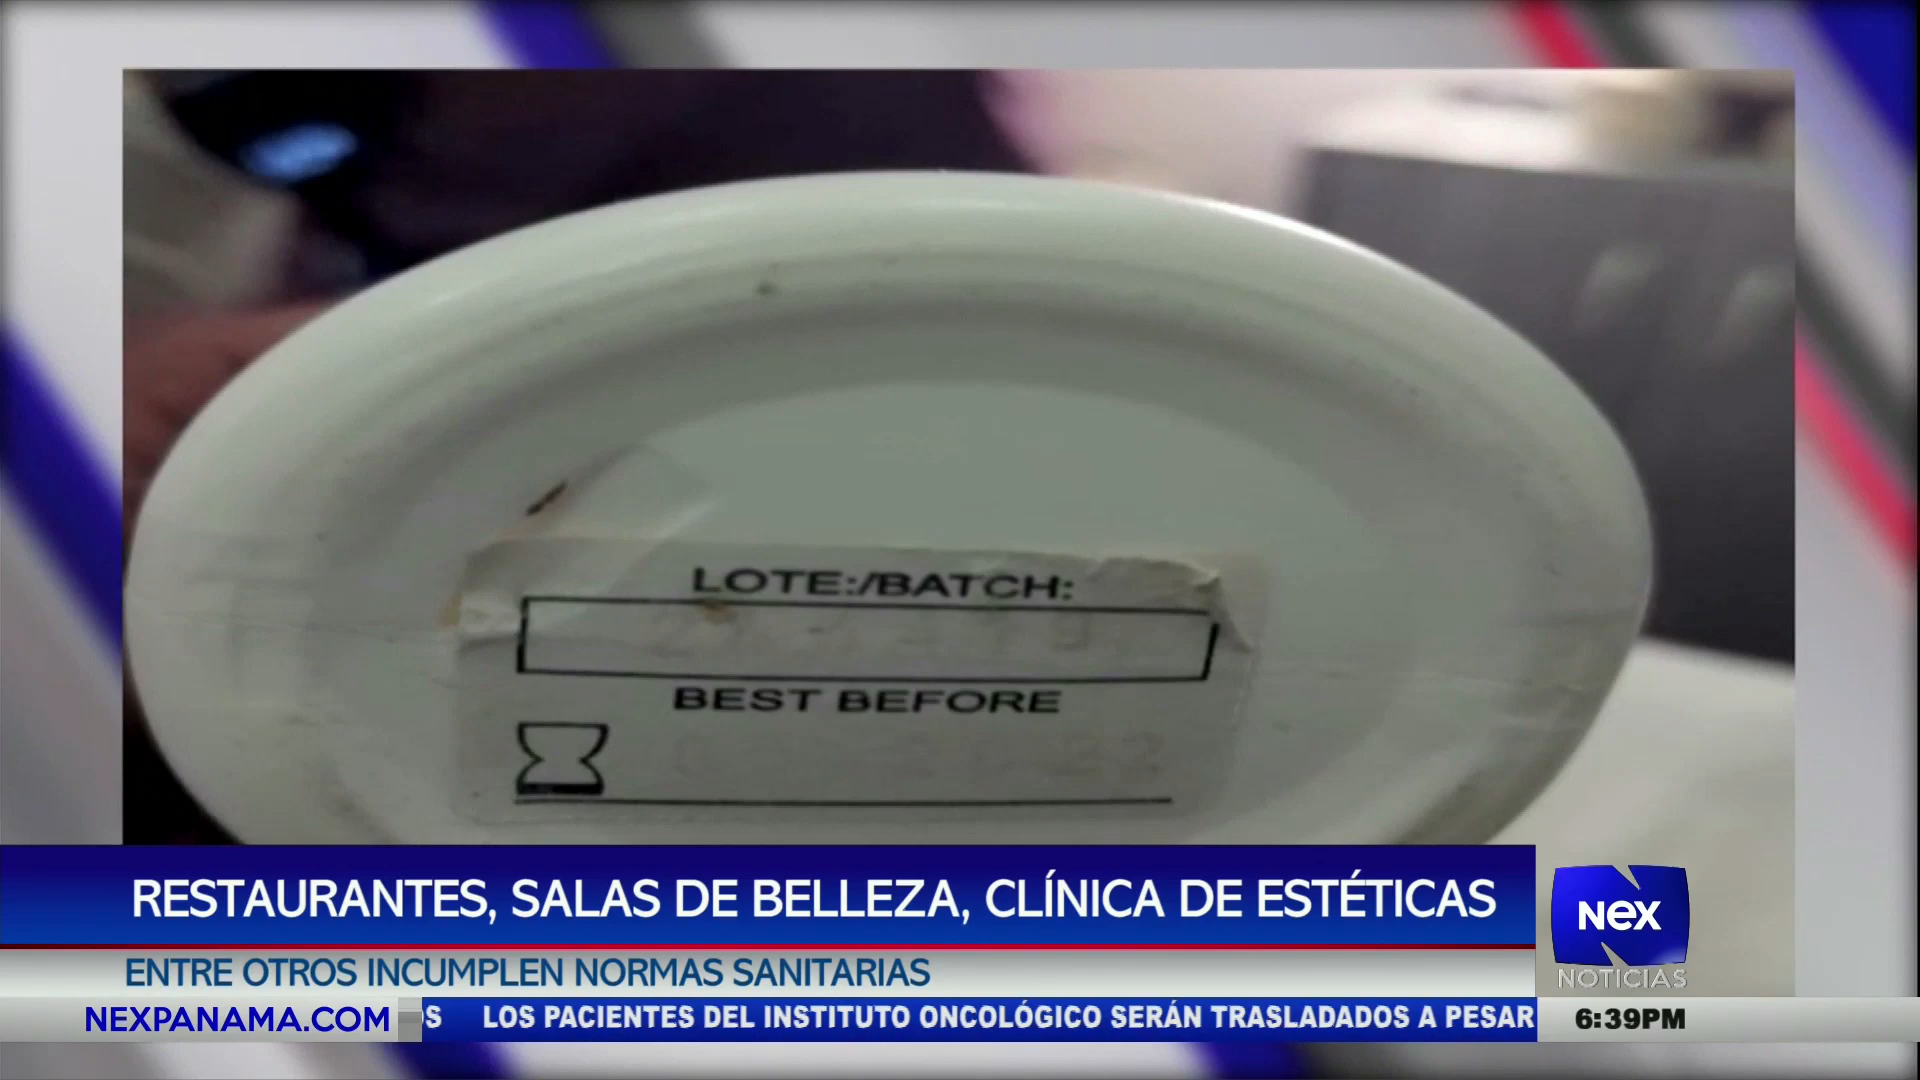 LOTE:/BATCH:
BEST BEFORE
RESTAURANTES, SALAS DE BELLEZA, CLÍNICA DE ESTÉTICAS
ENTRE OTROS INCUMPLEN NORMAS SANITARIAS
NEX
NOTICIAS
NEXPANAMA.COM
OS LOS PACIENTES DEL INSTITUTO ONCOLÓGICO SERÁN TRASLADADOS A PESAR
6:39PM